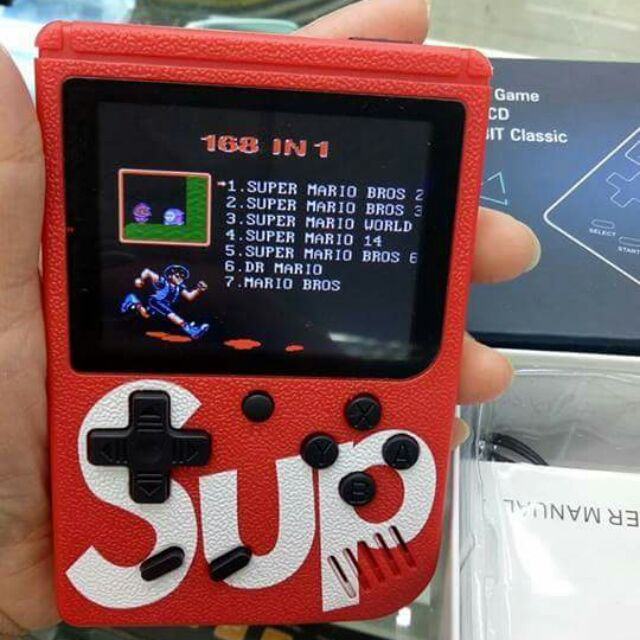 168 IN 1
1.SUPER MARIO BROS 2
2.SUPER MARIO BROS 3
3.SUPER MARIO WORLD
4.SUPER MARIO 14
5.SUPER MARIO BROS 6
6.DR MARIO
7.MARIO BROS
Game
CD
BIT Classic
SELECT
START
X
Y
A
B
Sup
ER MANUAL